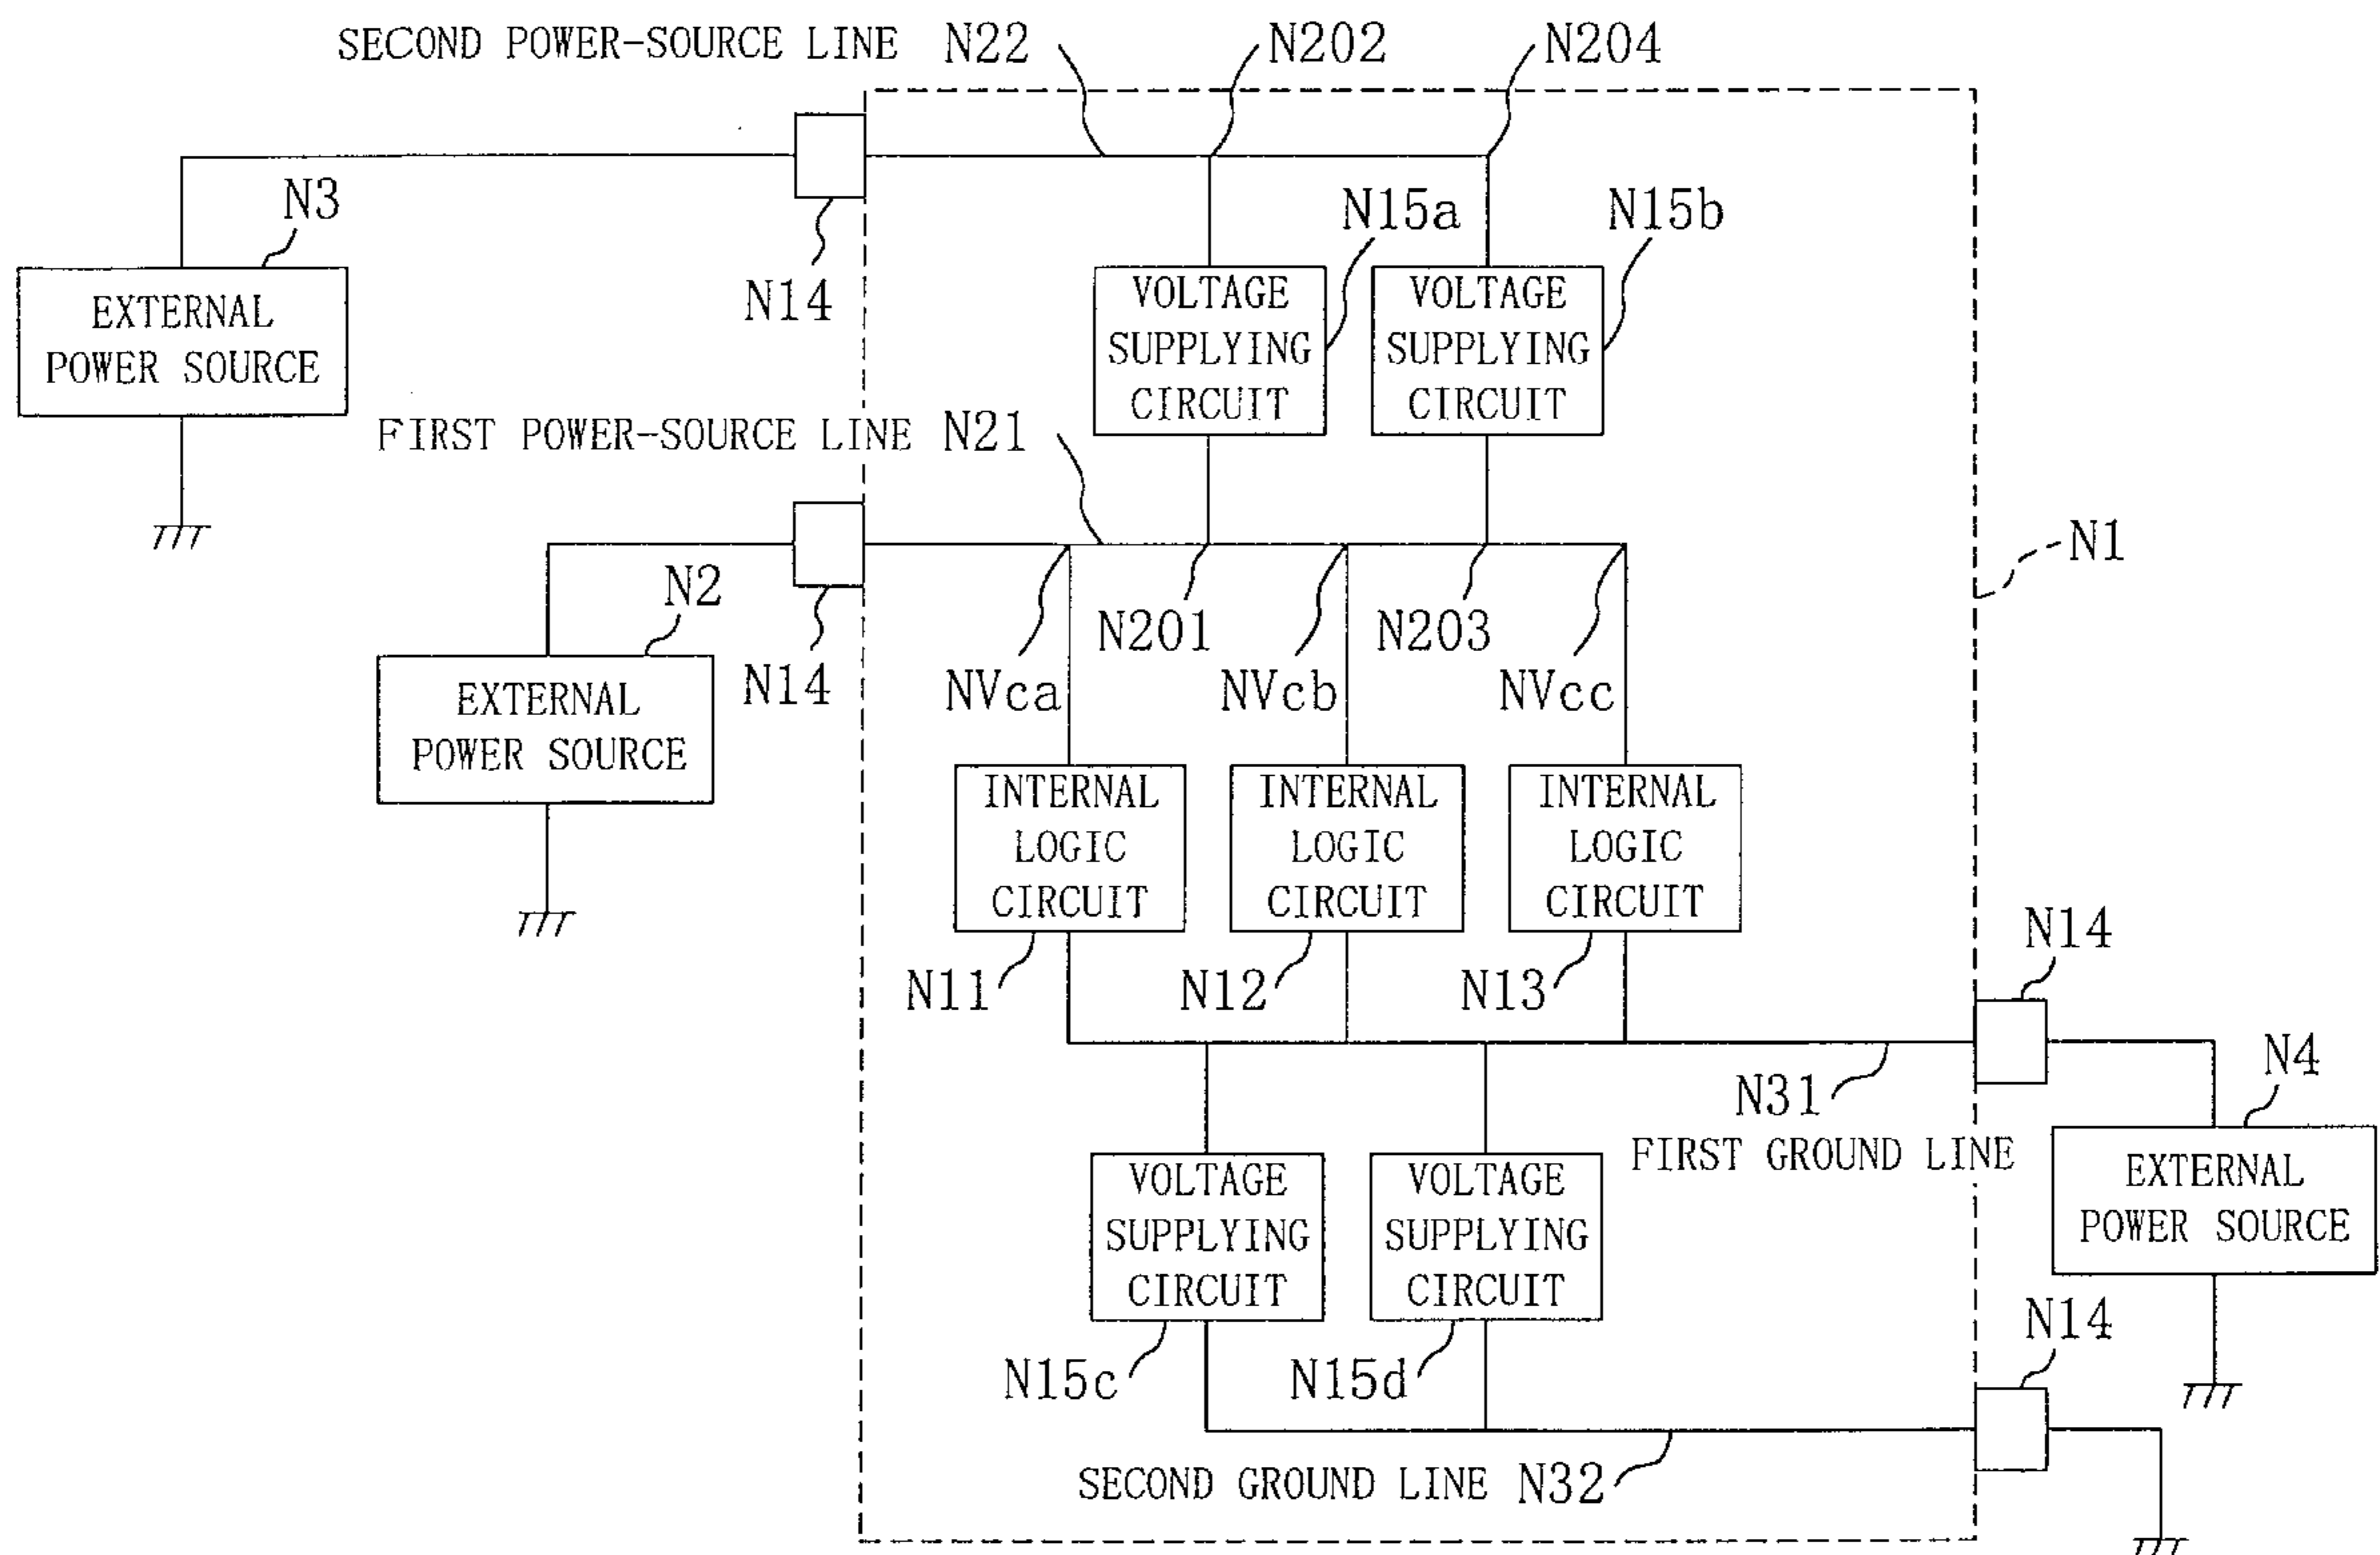 SECOND POWER-SOURCE LINE N22 N202 N204
N3
EXTERNAL
POWER SOURCE
N14
N15a
VOLTAGE
SUPPLYING
CIRCUIT
N15b
VOLTAGE
SUPPLYING
CIRCUIT
FIRST POWER-SOURCE LINE N21
N1
N2
EXTERNAL
POWER SOURCE
N14
N201
N203
NVca
NVcb
NVcc
INTERNAL
LOGIC
CIRCUIT
INTERNAL
LOGIC
CIRCUIT
INTERNAL
LOGIC
CIRCUIT
N11
N12
N13
N14
N31
FIRST GROUND LINE
N4
EXTERNAL
POWER SOURCE
VOLTAGE
SUPPLYING
CIRCUIT
VOLTAGE
SUPPLYING
CIRCUIT
N15c
N15d
N14
SECOND GROUND LINE N32